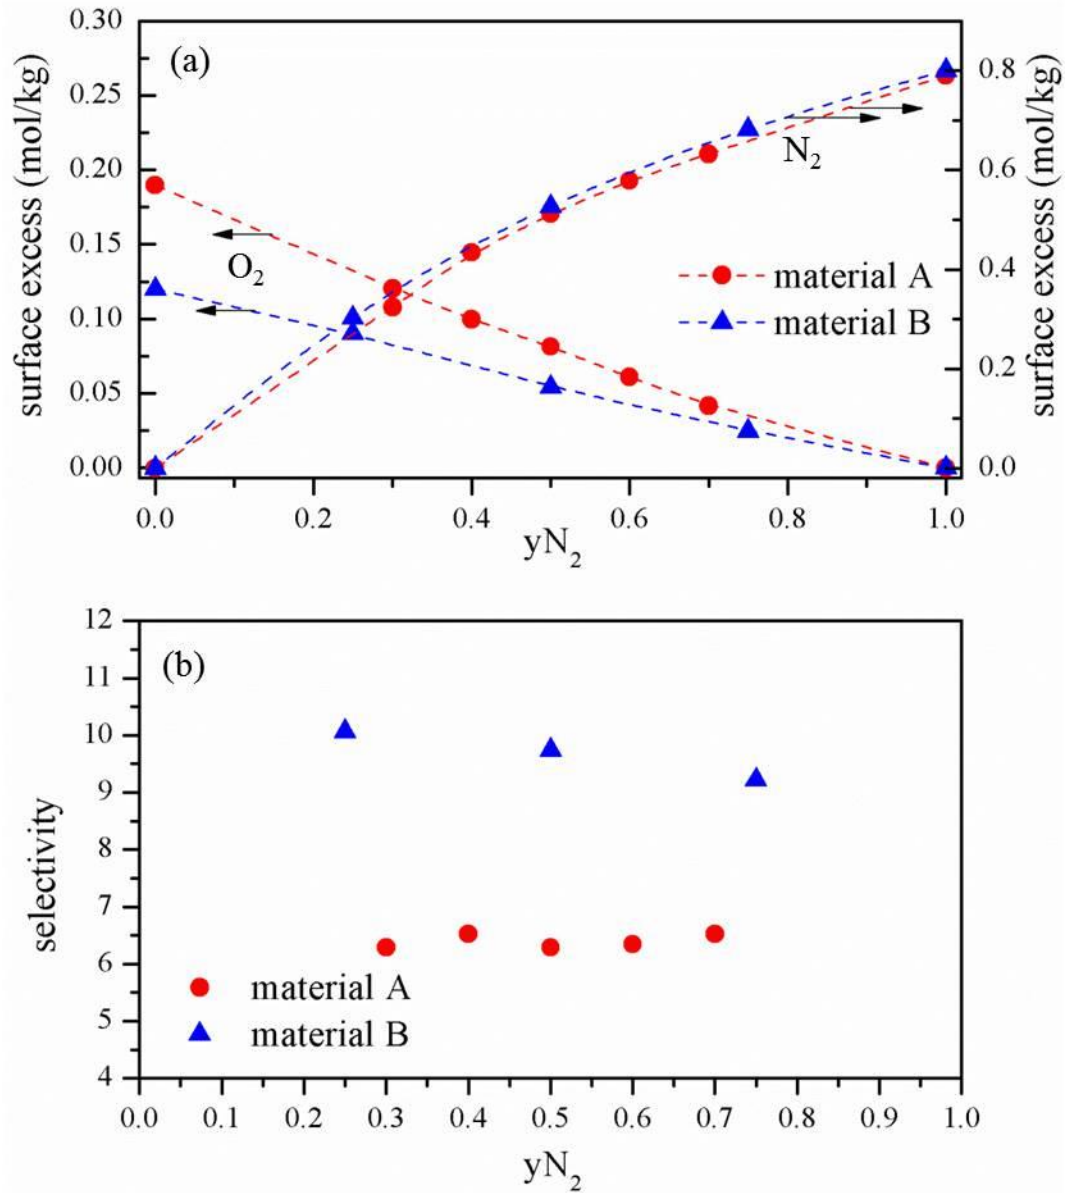 (a)
0.30
0.25
0.20
0.15
0.10
0.05
0.00
surface excess (mol/kg)
0.8
0.6
0.4
0.2
0.0
surface excess (mol/kg)
N₂
O₂
material A
material B
0.0 0.2 0.4 0.6 0.8 1.0
yN₂
(b)
12
11
10
9
8
7
6
5
4
selectivity
material A
material B
0.0 0.1 0.2 0.3 0.4 0.5 0.6 0.7 0.8 0.9 1.0
yN₂